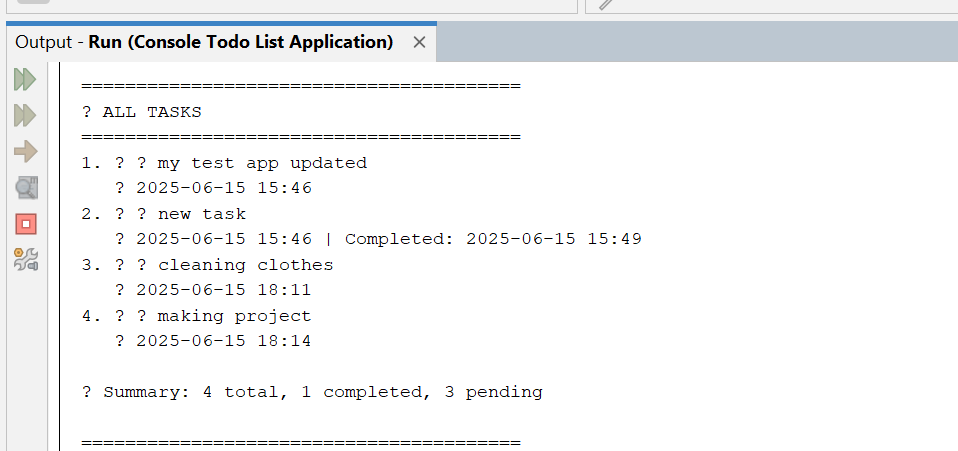 Output - Run (Console Todo List Application)
========================================
? ALL TASKS
========================================
1. ? ? my test app updated
   ? 2025-06-15 15:46
2. ? ? new task
   ? 2025-06-15 15:46 | Completed: 2025-06-15 15:49
3. ? ? cleaning clothes
   ? 2025-06-15 18:11
4. ? ? making project
   ? 2025-06-15 18:14
? Summary: 4 total, 1 completed, 3 pending
========================================